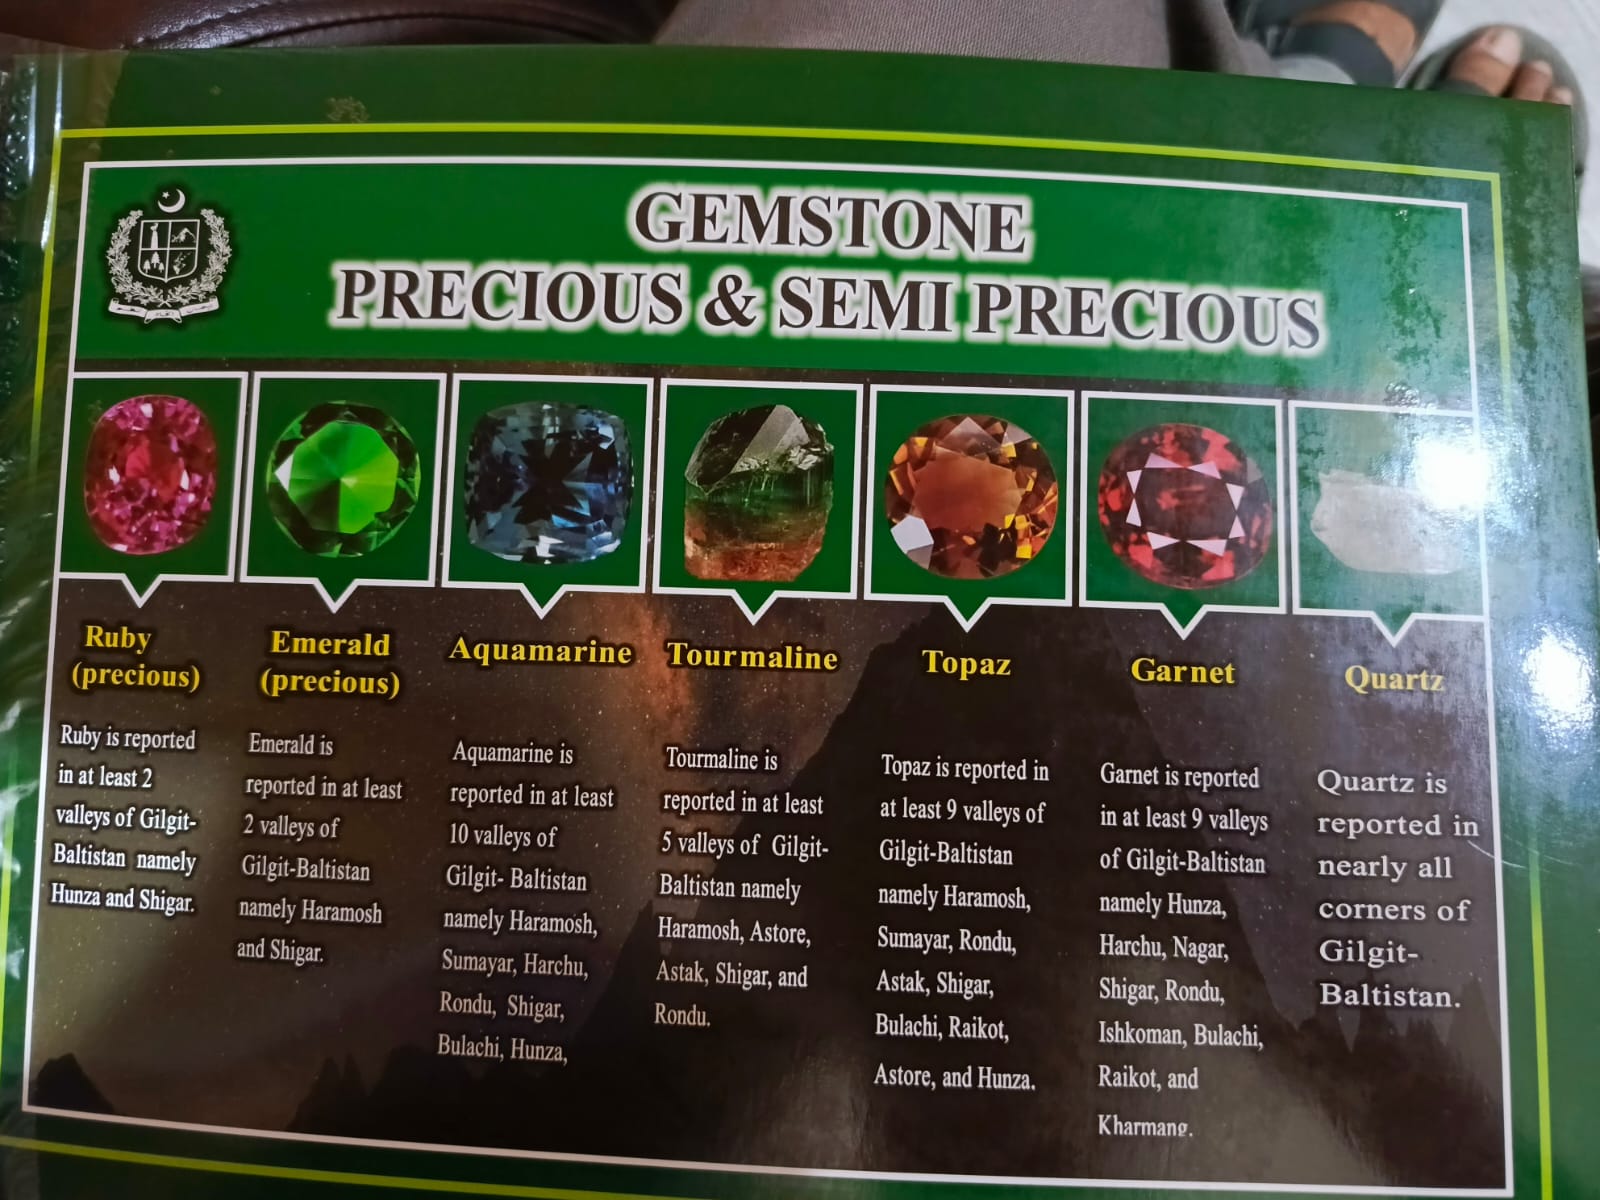 GEMSTONE
PRECIOUS & SEMI PRECIOUS
Ruby
(precious)
Ruby is reported
in at least 2
valleys of Gilgit-
Baltistan namely
Hunza and Shigar.
Emerald
(precious)
Emerald is
reported in at least
2 valleys of
Gilgit-Baltistan
namely Haramosh
and Shigar.
Aquamarine
Aquamarine is
reported in at least
10 valleys of
Gilgit- Baltistan
namely Haramosh,
Sumayar, Harchu,
Rondu, Shigar,
Bulachi, Hunza,
Tourmaline
Tourmaline is
reported in at least
5 valleys of Gilgit-
Baltistan namely
Haramosh, Astore,
Astak, Shigar, and
Rondu.
Topaz
Topaz is reported in
at least 9 valleys of
Gilgit-Baltistan
namely Haramosh,
Sumayar, Rondu,
Astak, Shigar,
Bulachi, Raikot,
Astore, and Hunza.
Garnet
Garnet is reported
in at least 9 valleys
of Gilgit-Baltistan
namely Hunza,
Harchu, Nagar,
Shigar, Rondu,
Ishkoman, Bulachi,
Raikot, and
Kharmang.
Quartz
Quartz is
reported in
nearly all
corners of
Gilgit-
Baltistan.